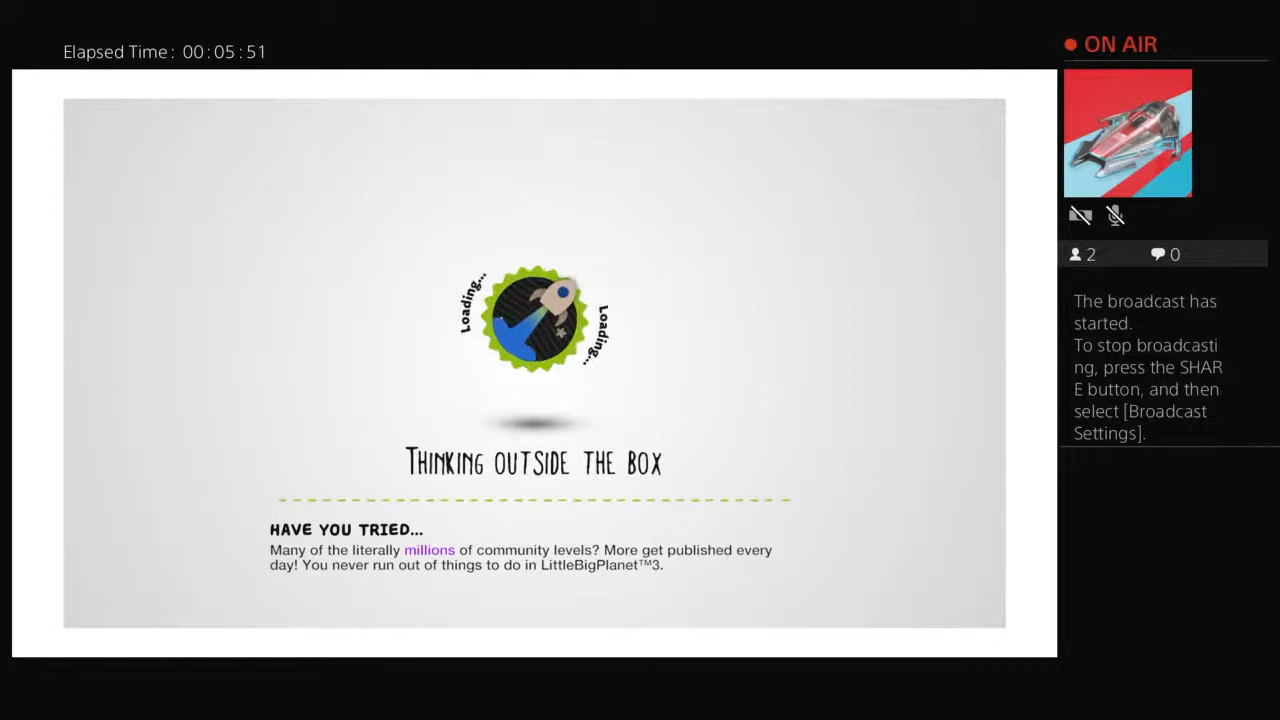 Elapsed Time: 00:05:51
ON AIR
Loading...
Loading...
2
0
The broadcast has
started.
To stop broadcasti
ng, press the SHAR
E button, and then
select [Broadcast
Settings].
THINKING OUTSIDE THE BOX
HAVE YOU TRIED...
Many of the literally millions of community levels? More get published every
day! You never run out of things to do in LittleBigPlanet™3.